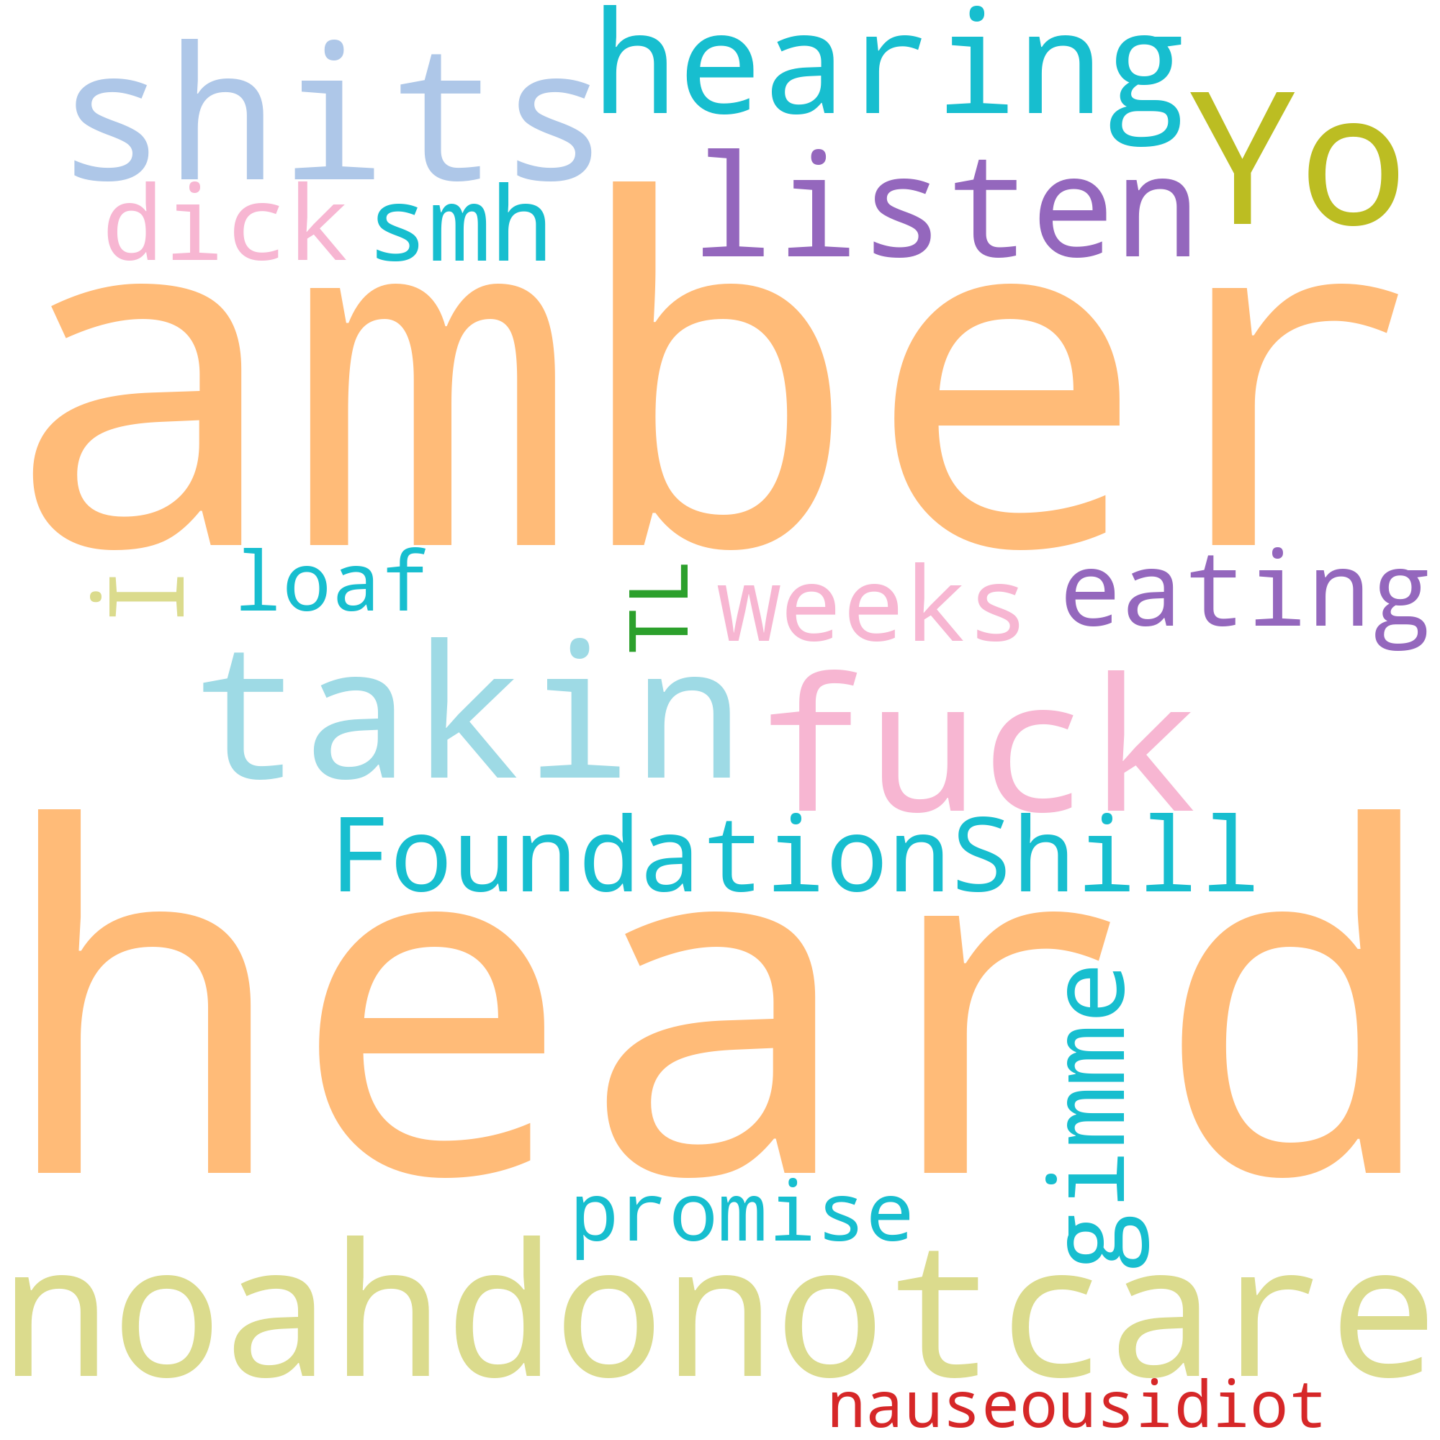 hearing
shits
Yo
listen
dick smh
amber
I loaf TL weeks eating
takin fuck
FoundationShill
heard
gimme
promise
noahdonotcare
nauseousidiot